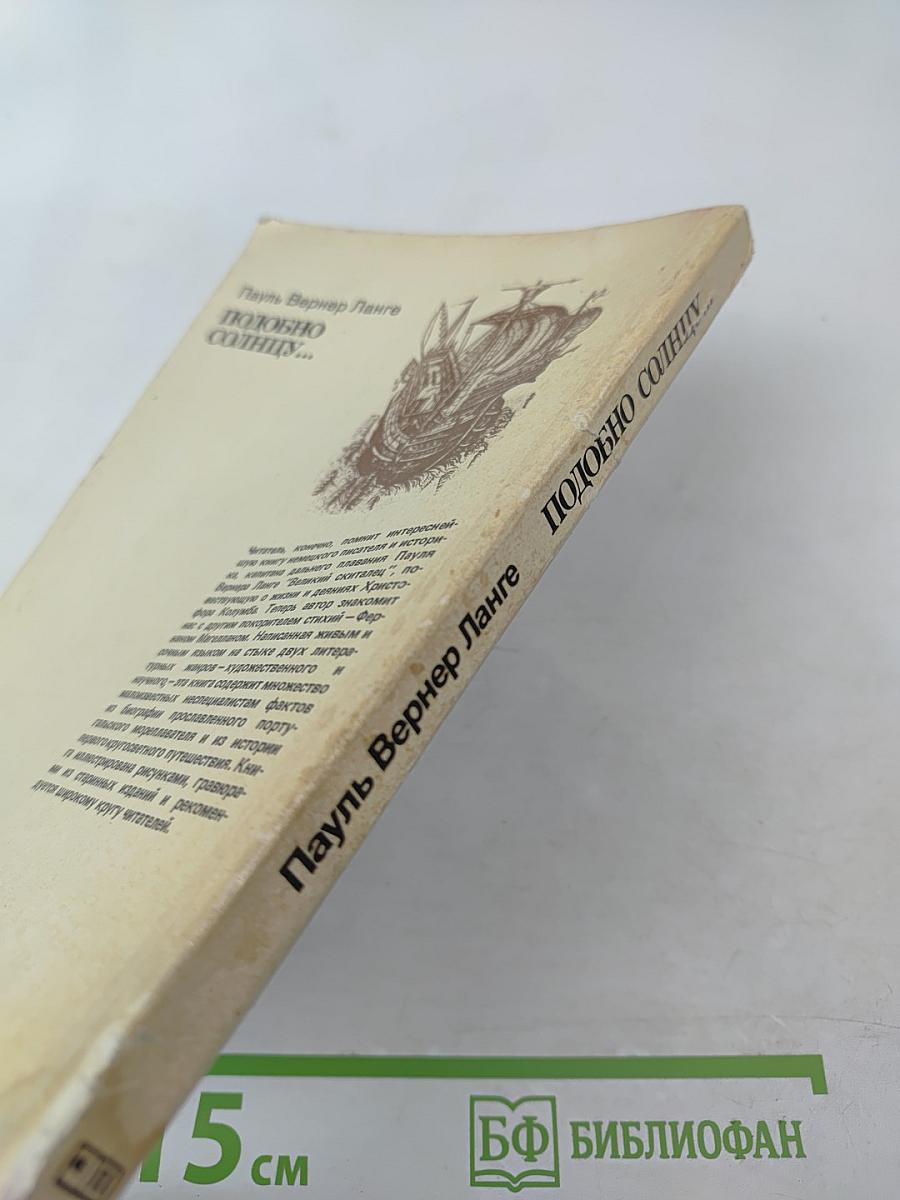 Пауль Вернер Ланге
ПОДОБНО
СОЛНЦУ...
Читатель, конечно, помнит интересней-
шую книгу немецкого писателя и истори-
ка, капитана дальнего плавания Пауля
Вернера Ланге "Великий скиталец", по-
вествующую о жизни и деяниях Христо-
фора Колумба. Теперь автор знакомит
нас с другим покорителем стихий – Фер-
наном Магелланом. Написанная живым и
сочным языком на стыке двух литера-
турных жанров – художественного и
научного, – эта книга содержит множество
малоизвестных неспециалистам фактов
из биографии прославленного порту-
гальского мореплавателя и из истории
первого кругосветного путешествия. Кни-
га иллюстрирована рисунками, гравюра-
ми из старинных изданий и рекомен-
дуется широкому кругу читателей.
Пауль Вернер Ланге ПОДОБНО СОЛНЦУ...
15 см
БФ БИБЛИОФАН